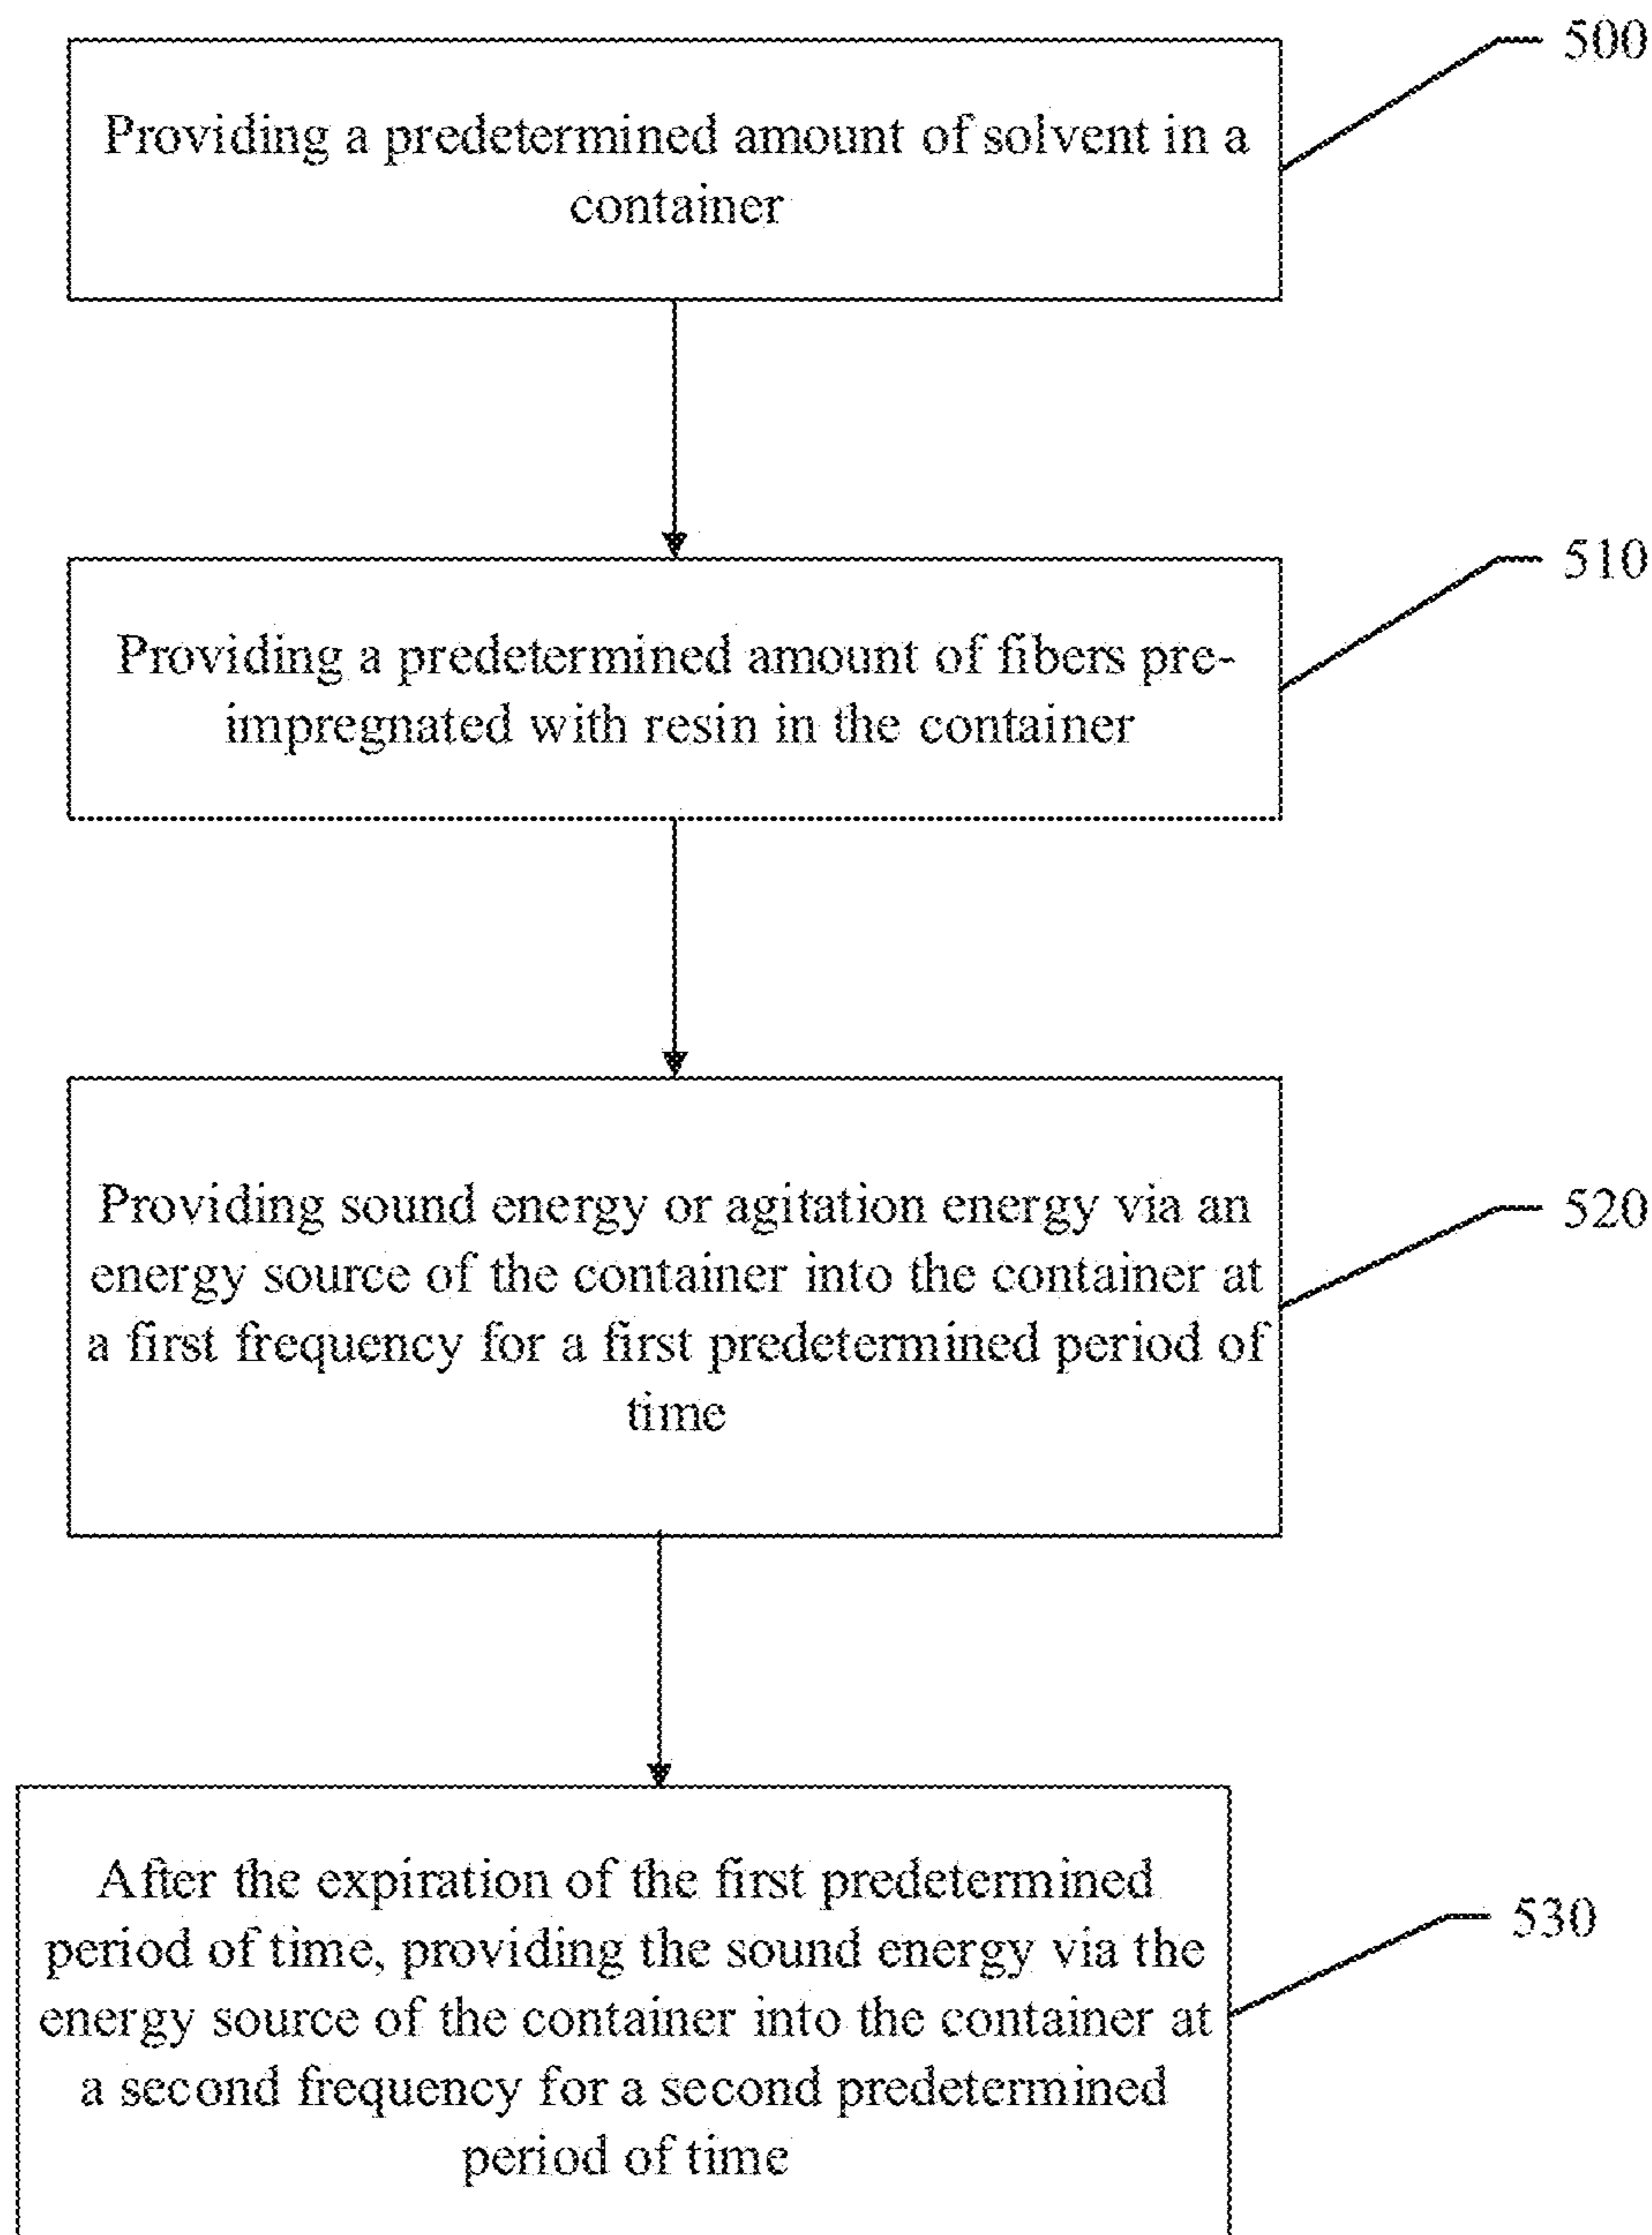 500
Providing a predetermined amount of solvent in a
container
510
Providing a predetermined amount of fibers pre-
impregnated with resin in the container
520
Providing sound energy or agitation energy via an
energy source of the container into the container at
a first frequency for a first predetermined period of
time
530
After the expiration of the first predetermined
period of time, providing the sound energy via the
energy source of the container into the container at
a second frequency for a second predetermined
period of time